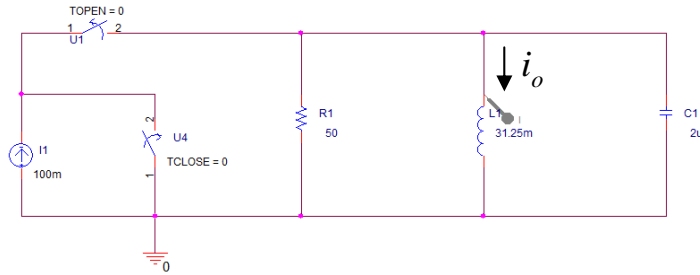 TOPEN = 0
1
2
U1
i_o
2
U4
R1
L1
I
C1
I1
50
31.25m
2u
TCLOSE = 0
100m
1
0